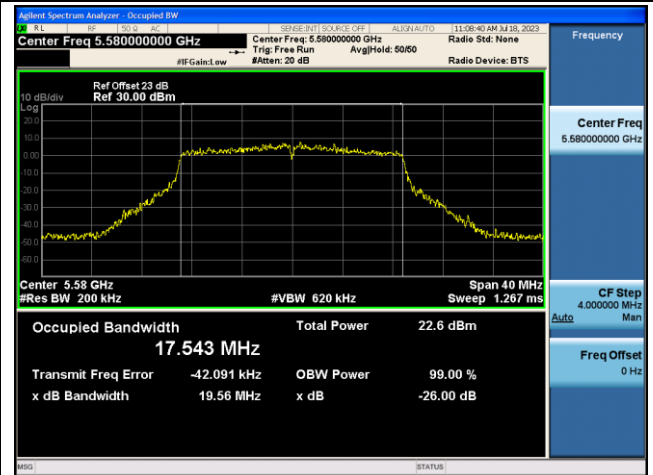 Agilent Spectrum Analyzer - Occupied BW
RL RF 50 Ω AC SENSE:INT SOURCE OFF ALIGN AUTO 11:08:40 AM Jul 18, 2023
Center Freq 5.580000000 GHz Center Freq: 5.580000000 GHz Radio Std: None
Trig: Free Run Avg|Hold: 50/50
#IFGain:Low #Atten: 20 dB Radio Device: BTS
Frequency
Ref Offset 23 dB
10 dB/div Ref 30.00 dBm
Log
20.0
10.0
0.00
-10.0
-20.0
-30.0
-40.0
-50.0
-60.0
Center 5.58 GHz Span 40 MHz
#Res BW 200 kHz #VBW 620 kHz Sweep 1.267 ms
Occupied Bandwidth Total Power 22.6 dBm
17.543 MHz
Transmit Freq Error -42.091 kHz OBW Power 99.00 %
x dB Bandwidth 19.56 MHz x dB -26.00 dB
Center Freq
5.580000000 GHz
CF Step
4.000000 MHz
Auto Man
Freq Offset
0 Hz
MSG STATUS